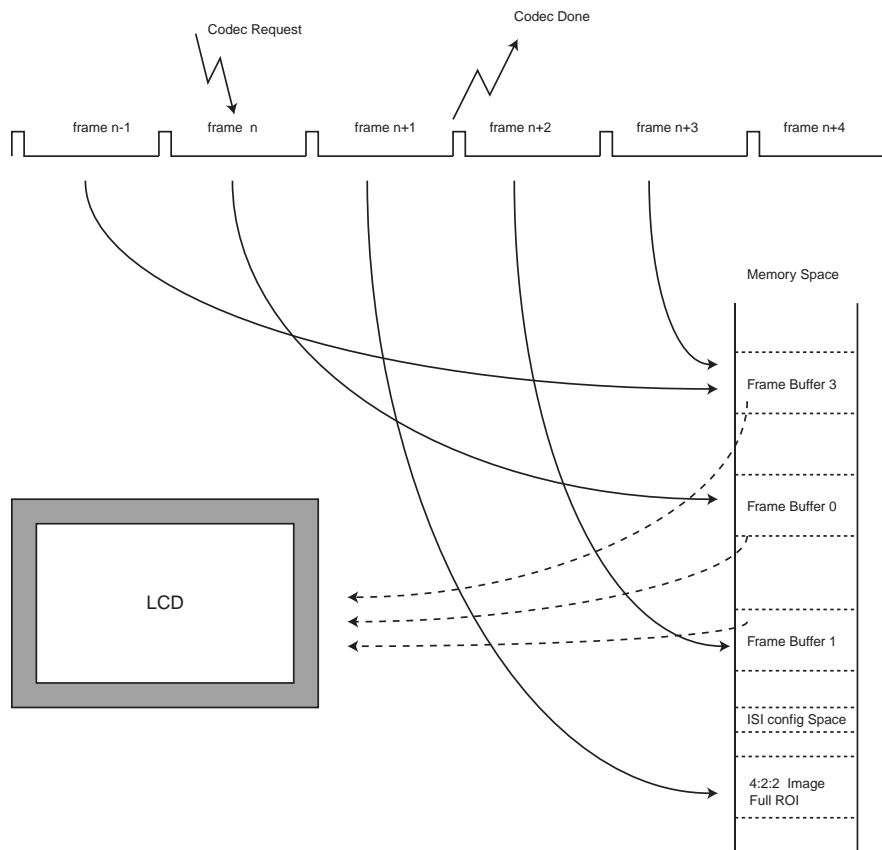 Codec Request
Codec Done
frame n-1
frame n
frame n+1
frame n+2
frame n+3
frame n+4
Memory Space
Frame Buffer 3
Frame Buffer 0
LCD
Frame Buffer 1
ISI config Space
4:2:2 Image
Full ROI